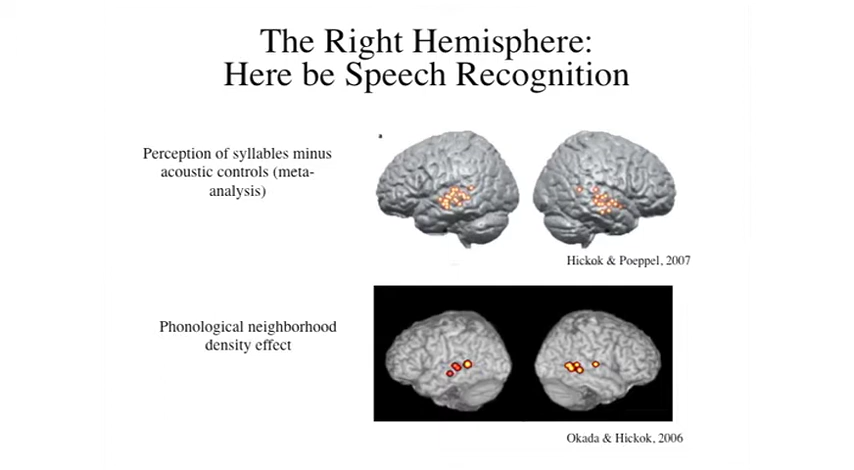 The Right Hemisphere:
Here be Speech Recognition
Perception of syllables minus
acoustic controls (meta-
analysis)
Hickok & Poeppel, 2007
Phonological neighborhood
density effect
Okada & Hickok, 2006